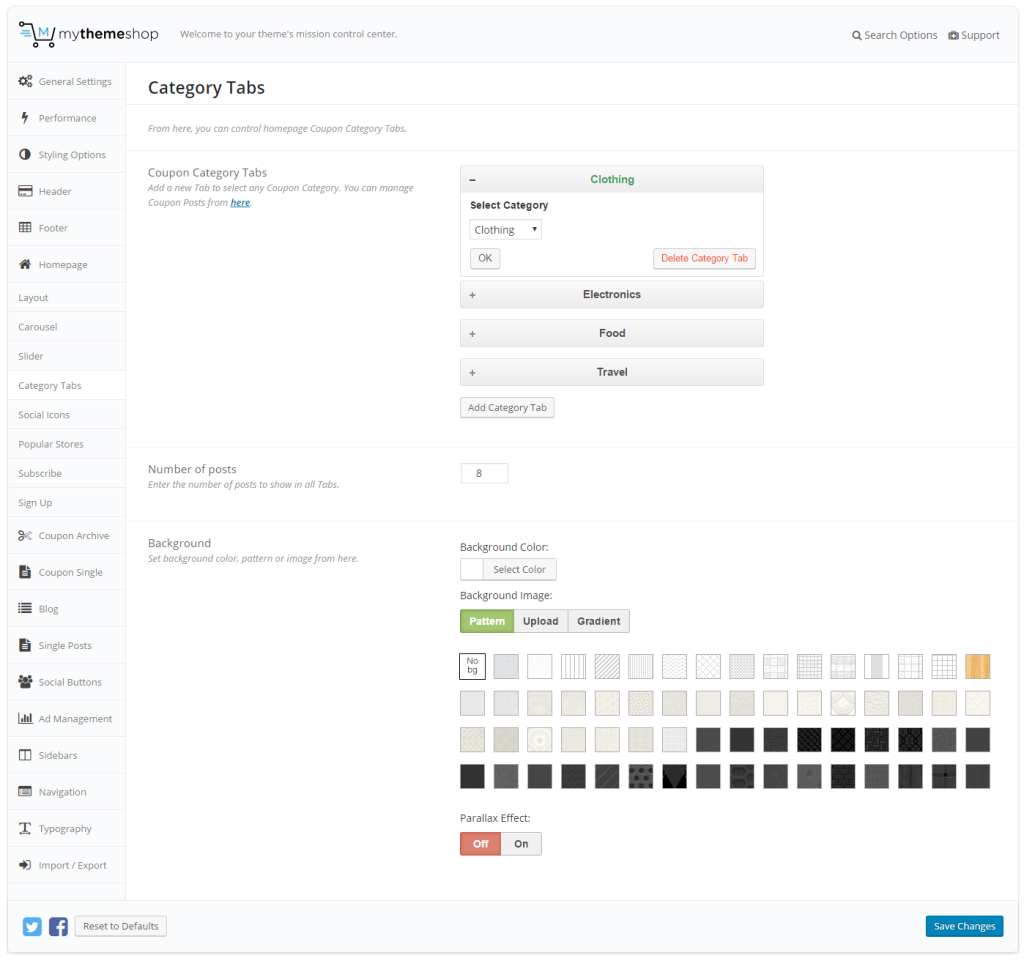 M mythemeshop
Welcome to your theme's mission control center.
Search Options
Support
General Settings
Performance
Styling Options
Header
Footer
Homepage
Layout
Carousel
Slider
Category Tabs
Social Icons
Popular Stores
Subscribe
Sign Up
Coupon Archive
Coupon Single
Blog
Single Posts
Social Buttons
Ad Management
Sidebars
Navigation
Typography
Import / Export
Category Tabs
From here, you can control homepage Coupon Category Tabs.
Coupon Category Tabs
Add a new Tab to select any Coupon Category. You can manage
Coupon Posts from here.
− Clothing
Select Category
Clothing
OK
Delete Category Tab
+ Electronics
+ Food
+ Travel
Add Category Tab
Number of posts
Enter the number of posts to show in all Tabs.
8
Background
Set background color, pattern or image from here.
Background Color:
Select Color
Background Image:
Pattern Upload Gradient
No
bg
Parallax Effect:
Off On
Reset to Defaults
Save Changes